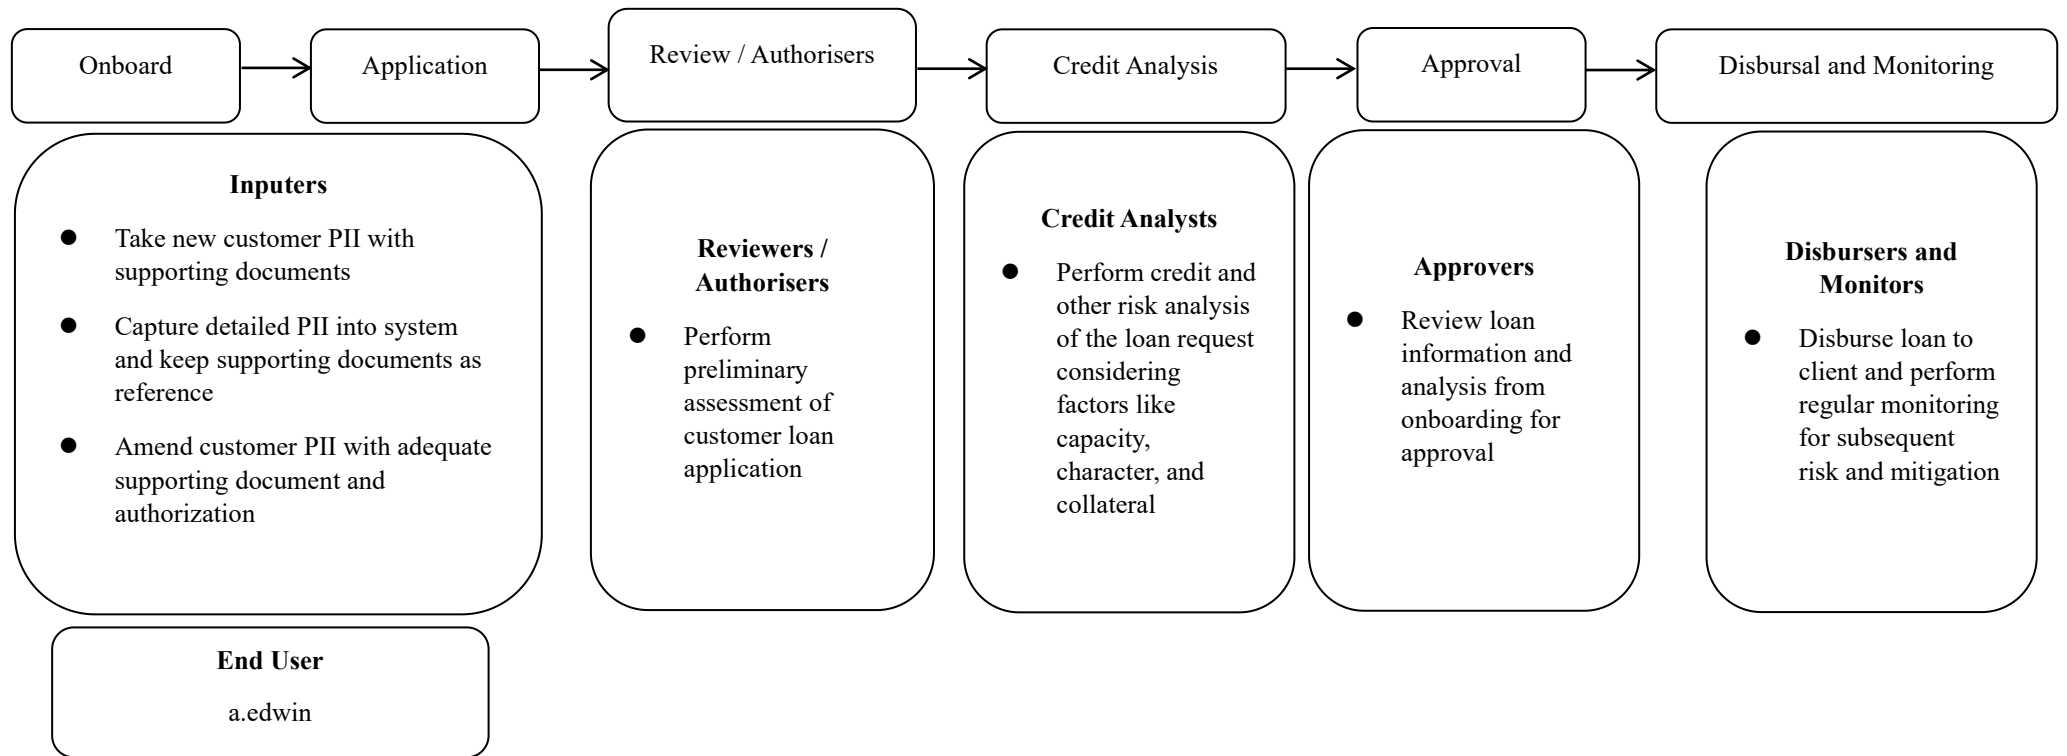 Onboard
Application
Review / Authorisers
Credit Analysis
Approval
Disbursal and Monitoring
Inputers
● Take new customer PII with
supporting documents
● Capture detailed PII into system
and keep supporting documents as
reference
● Amend customer PII with adequate
supporting document and
authorization
Reviewers /
Authorisers
● Perform
preliminary
assessment of
customer loan
application
Credit Analysts
● Perform credit and
other risk analysis
of the loan request
considering
factors like
capacity,
character, and
collateral
Approvers
● Review loan
information and
analysis from
onboarding for
approval
Disbursers and
Monitors
● Disburse loan to
client and perform
regular monitoring
for subsequent
risk and mitigation
End User
a.edwin